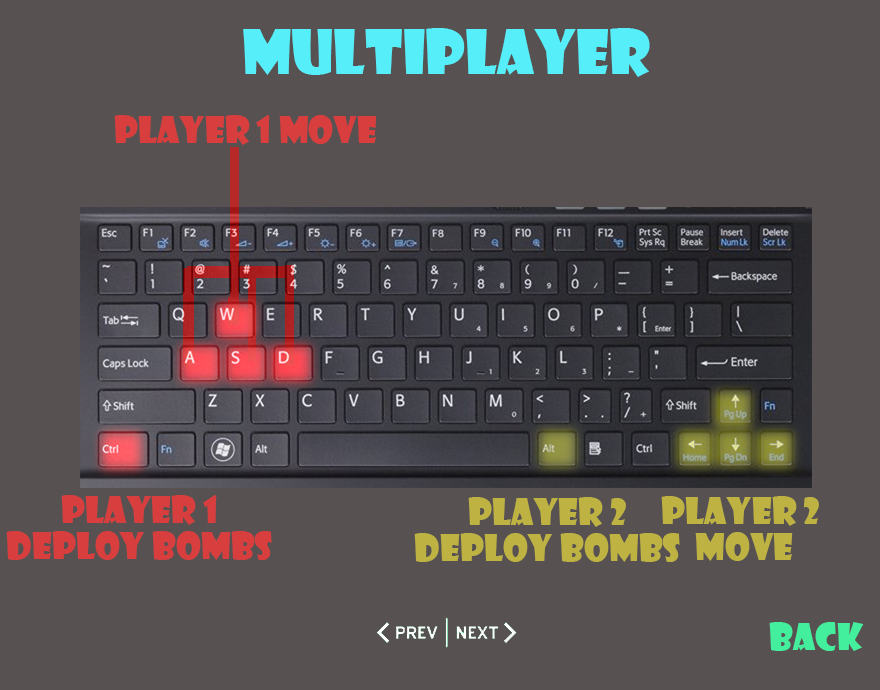 MULTIPLAYER
PLAYER 1 MOVE
Esc F1 F2 F3 F4 F5 F6 F7 F8 F9 F10 F11 F12 Prt Sc Sys Rq Pause Break Insert Num Lk Delete Scr Lk
~ ` ! 1 @ 2 # 3 $ 4 % 5 ^ 6 & 7 7 * 8 8 ( 9 9 ) 0 / — - + = Backspace
Tab Q W E R T Y U 4 I 5 O 6 P * { [ Enter } ] | \
Caps Lock A S D F _ G H J _ 1 K 2 L 3 : ; - " ' Enter
Shift Z X C V B N M 0 < , > . . ? / + Shift Pg Up Fn
Ctrl Fn Alt Alt Ctrl Home Pg Dn End
PLAYER 1
DEPLOY BOMBS
PLAYER 2
DEPLOY BOMBS
PLAYER 2
MOVE
PREV | NEXT
BACK